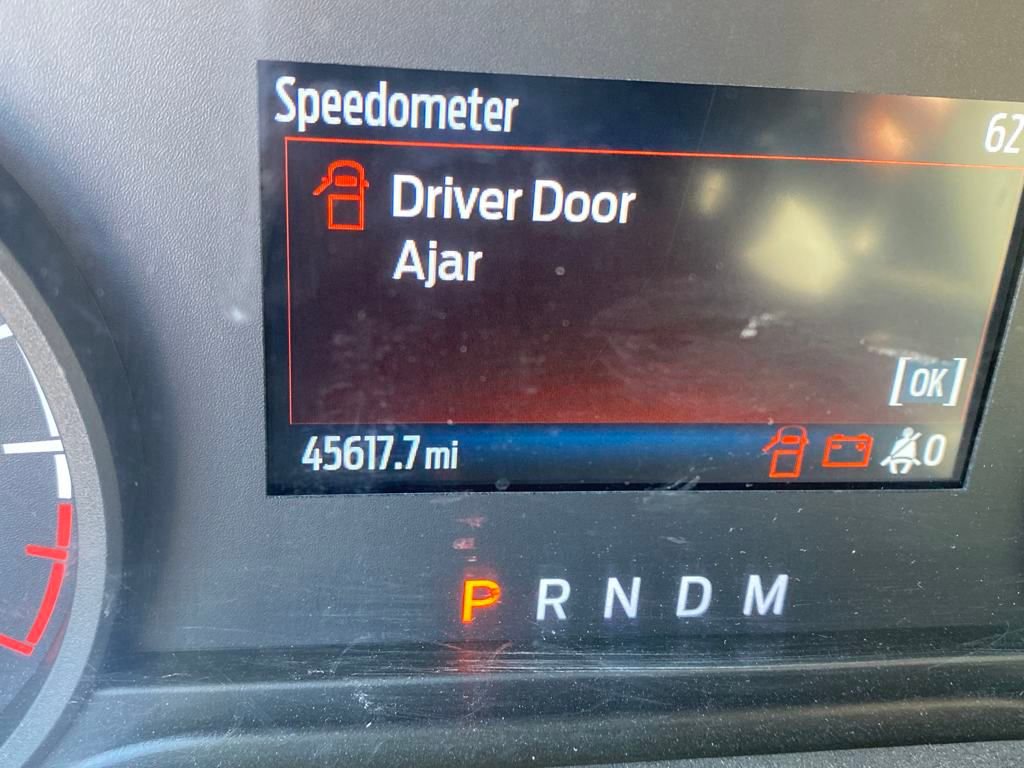 Speedometer
62
Driver Door
Ajar
[OK]
45617.7 mi
0
P R N D M